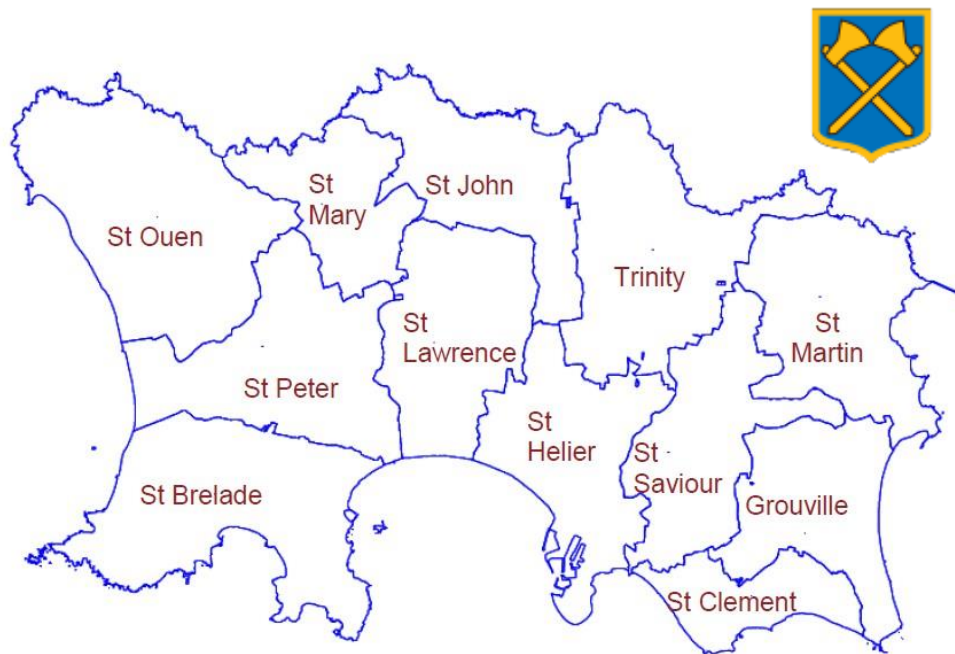 St
Mary
St John
St Ouen
Trinity
St
Lawrence
St
Martin
St Peter
St
Helier
St
Saviour
St Brelade
Grouville
St Clement